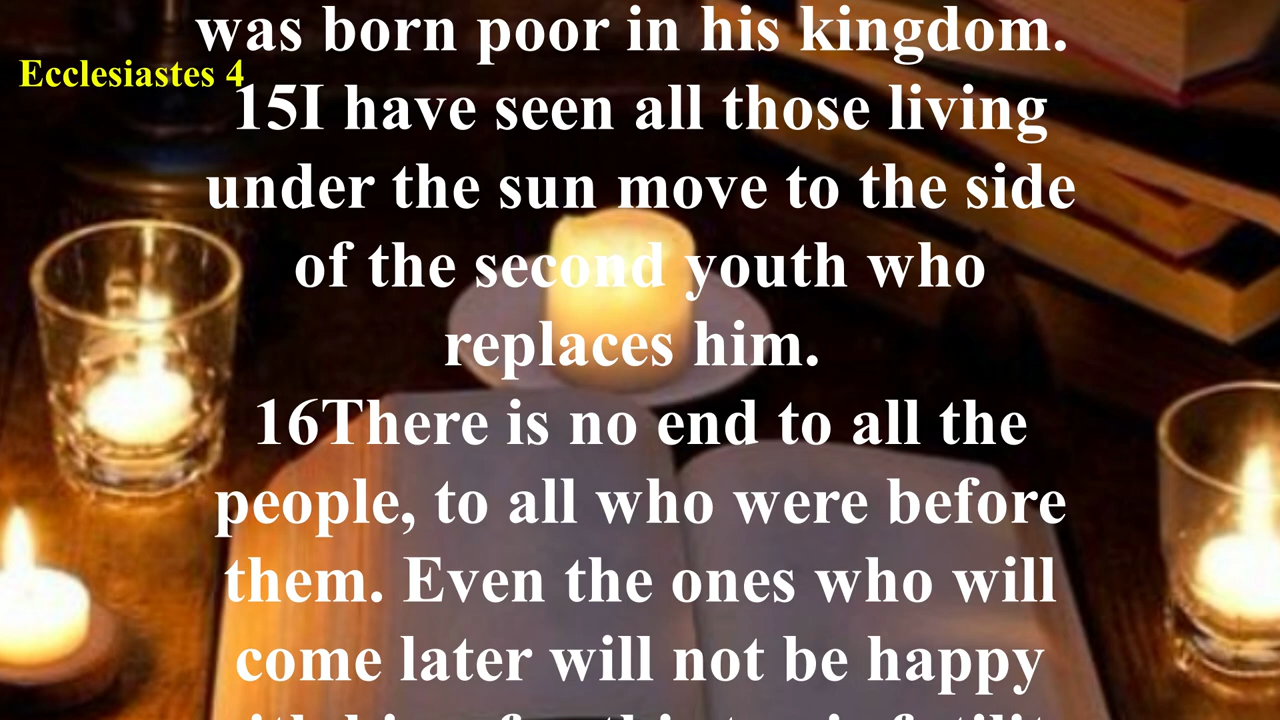 was born poor in his kingdom.
Ecclesiastes 4
15I have seen all those living
under the sun move to the side
of the second youth who
replaces him.
16There is no end to all the
people, to all who were before
them. Even the ones who will
come later will not be happy